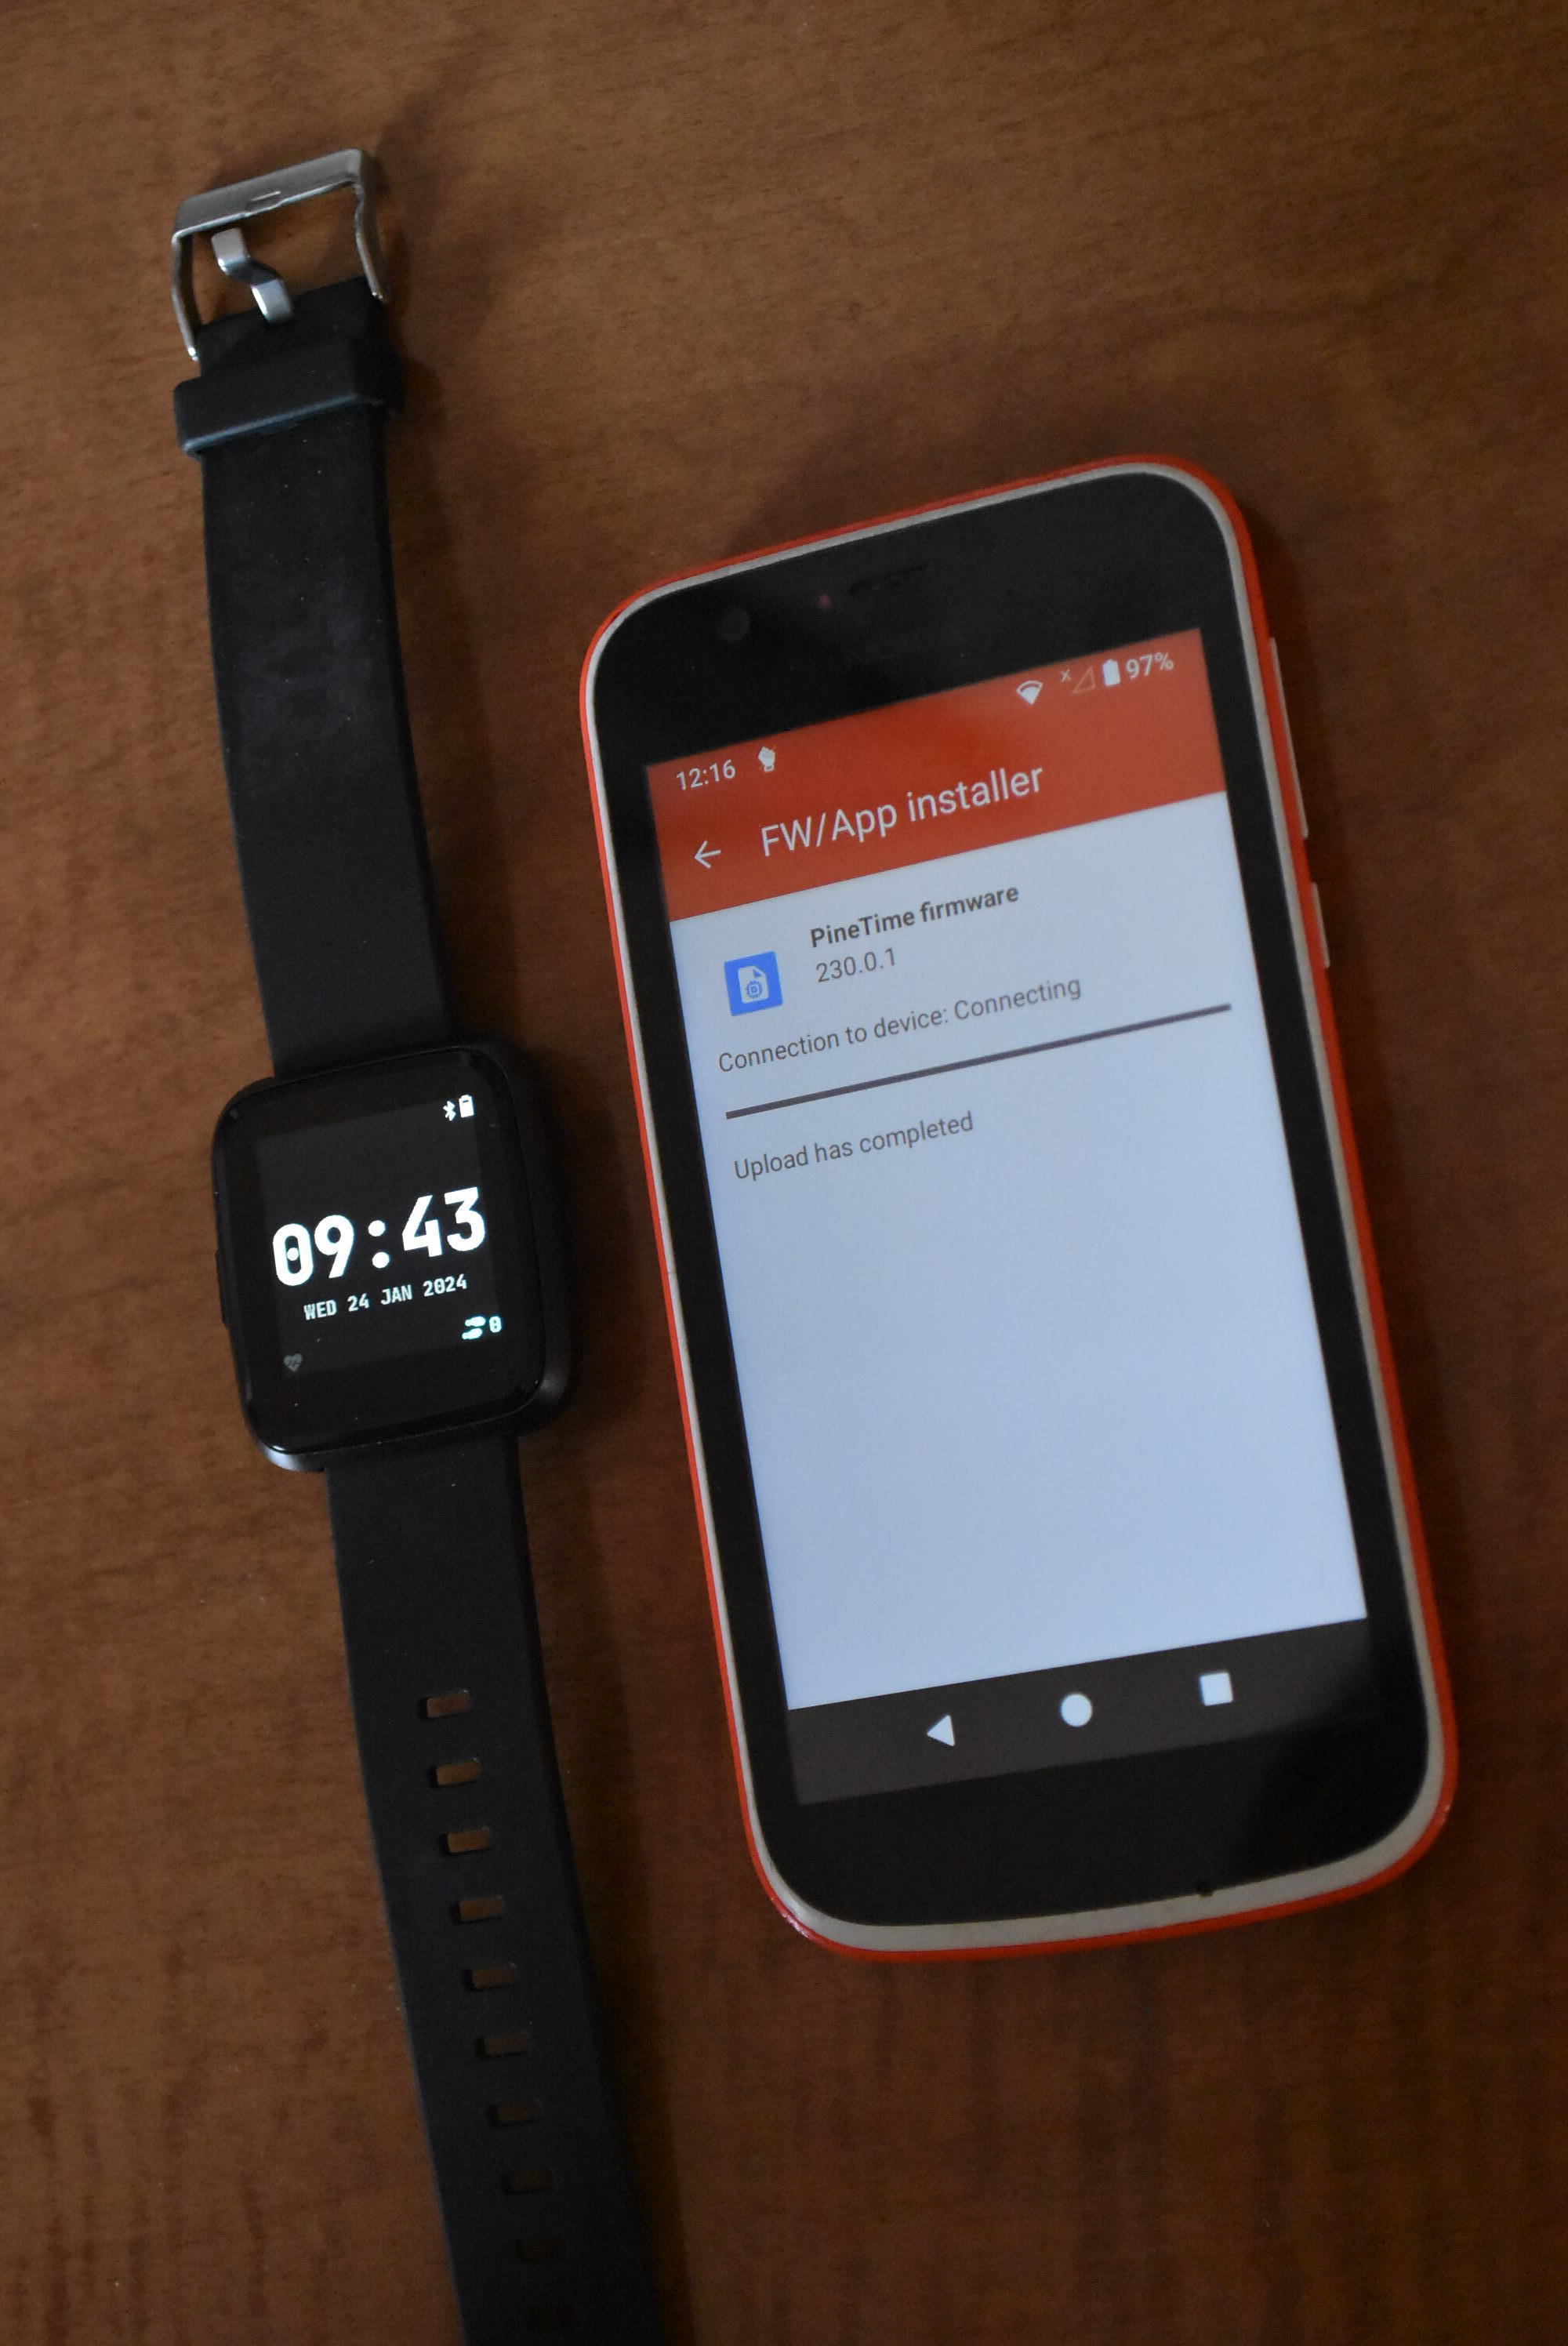 09:43
WED 24 JAN 2024
0
12:16
97%
FW/App installer
PineTime firmware
230.0.1
Connection to device: Connecting
Upload has completed